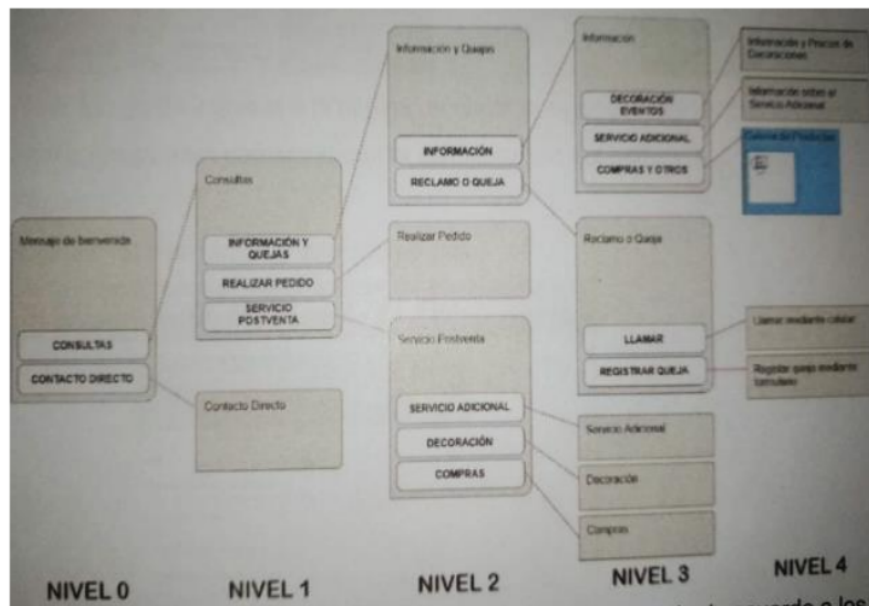 Mensaje de bienvenida
CONSULTAS
CONTACTO DIRECTO
Consultas
INFORMACIÓN Y
QUEJAS
REALIZAR PEDIDO
SERVICIO
POSTVENTA
Contacto Directo
Información y Quejas
INFORMACIÓN
RECLAMO O QUEJA
Realizar Pedido
Servicio Postventa
SERVICIO ADICIONAL
DECORACIÓN
COMPRAS
Información
DECORACIÓN
EVENTOS
SERVICIO ADICIONAL
COMPRAS Y OTROS
Reclamo o Queja
LLAMAR
REGISTRAR QUEJA
Servicio Adicional
Decoración
Compras
Información y Precios de
Decoraciones
Información sobre el
Servicio Adicional
de Productos
Llamar mediante celular
Registrar queja mediante
formulario
NIVEL 0
NIVEL 1
NIVEL 2
NIVEL 3
NIVEL 4
a los